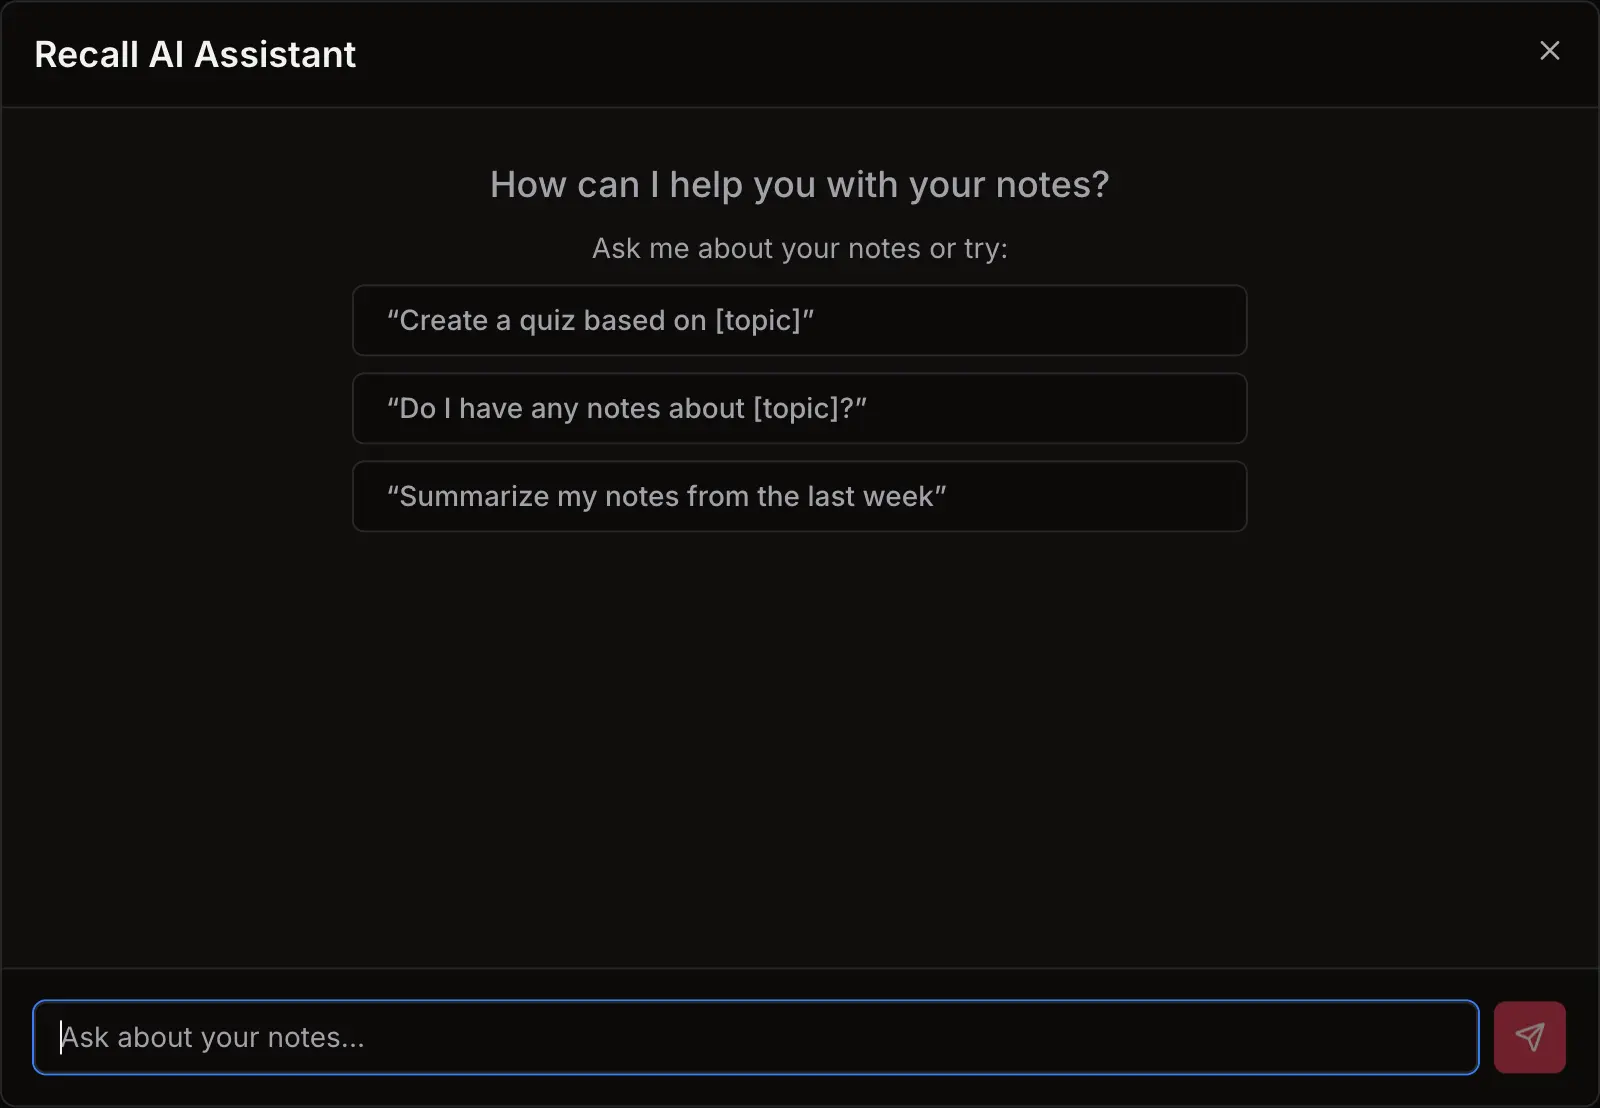 Recall AI Assistant
How can I help you with your notes?
Ask me about your notes or try:
“Create a quiz based on [topic]”
“Do I have any notes about [topic]?”
“Summarize my notes from the last week”
Ask about your notes...